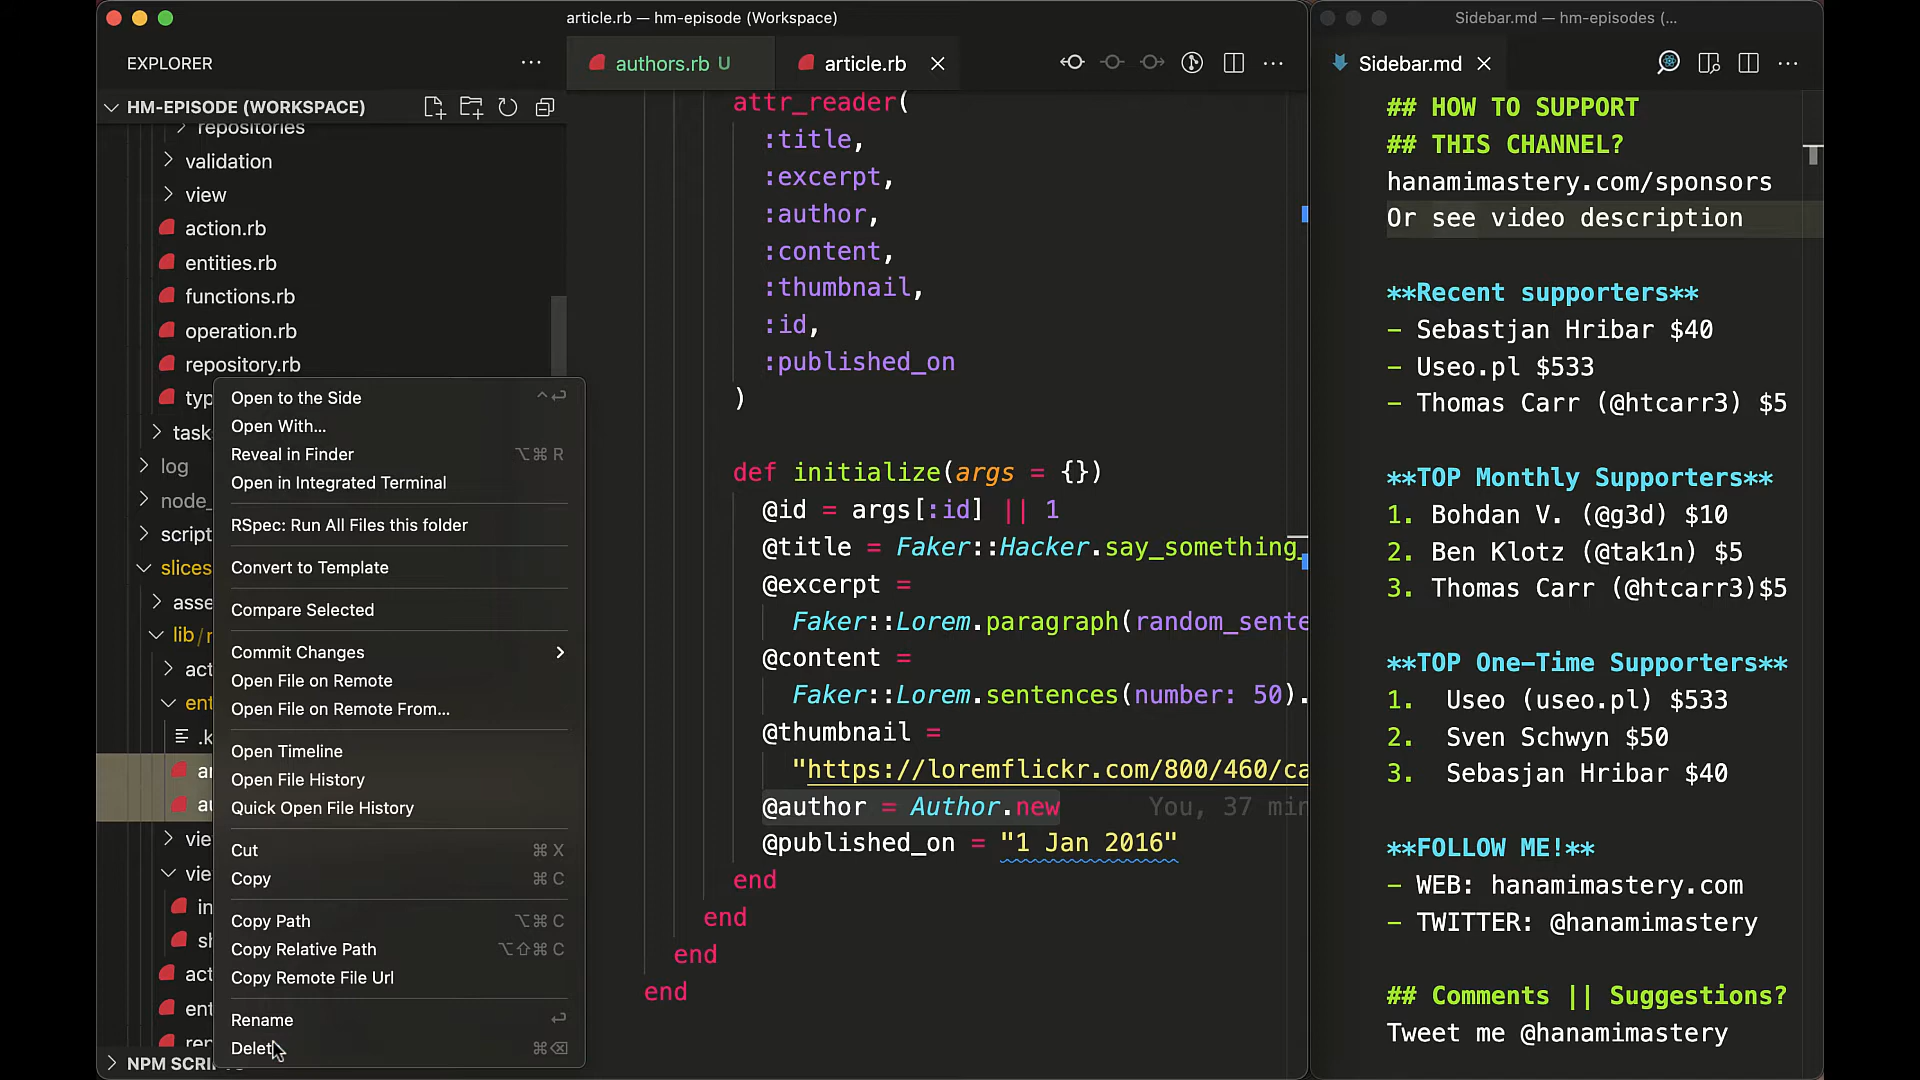 article.rb — hm-episode (Workspace)
EXPLORER
HM-EPISODE (WORKSPACE)
repositories
validation
view
action.rb
entities.rb
functions.rb
operation.rb
repository.rb
typ
task
log
node_
script
slices
asse
lib/r
act
ent
.k
ar
au
vie
vie
in
sh
act
ent
rep
NPM SCRI
Open to the Side ⌃↩
Open With...
Reveal in Finder ⌥⌘ R
Open in Integrated Terminal
RSpec: Run All Files this folder
Convert to Template
Compare Selected
Commit Changes
Open File on Remote
Open File on Remote From...
Open Timeline
Open File History
Quick Open File History
Cut ⌘ X
Copy ⌘ C
Copy Path ⌥⌘ C
Copy Relative Path ⌥⇧⌘ C
Copy Remote File Url
Rename ↩
Delet ⌘⌫
authors.rb U
article.rb
attr_reader(
:title,
:excerpt,
:author,
:content,
:thumbnail,
:id,
:published_on
)
def initialize(args = {})
@id = args[:id] || 1
@title = Faker::Hacker.say_something_
@excerpt =
Faker::Lorem.paragraph(random_sente
@content =
Faker::Lorem.sentences(number: 50).
@thumbnail =
"https://loremflickr.com/800/460/ca
@author = Author.new You, 37 min
@published_on = "1 Jan 2016"
end
end
end
end
Sidebar.md — hm-episodes (...
Sidebar.md
## HOW TO SUPPORT
## THIS CHANNEL?
hanamimastery.com/sponsors
Or see video description
**Recent supporters**
- Sebastjan Hribar $40
- Useo.pl $533
- Thomas Carr (@htcarr3) $5
**TOP Monthly Supporters**
1. Bohdan V. (@g3d) $10
2. Ben Klotz (@tak1n) $5
3. Thomas Carr (@htcarr3)$5
**TOP One-Time Supporters**
1. Useo (useo.pl) $533
2. Sven Schwyn $50
3. Sebasjan Hribar $40
**FOLLOW ME!**
- WEB: hanamimastery.com
- TWITTER: @hanamimastery
## Comments || Suggestions?
Tweet me @hanamimastery